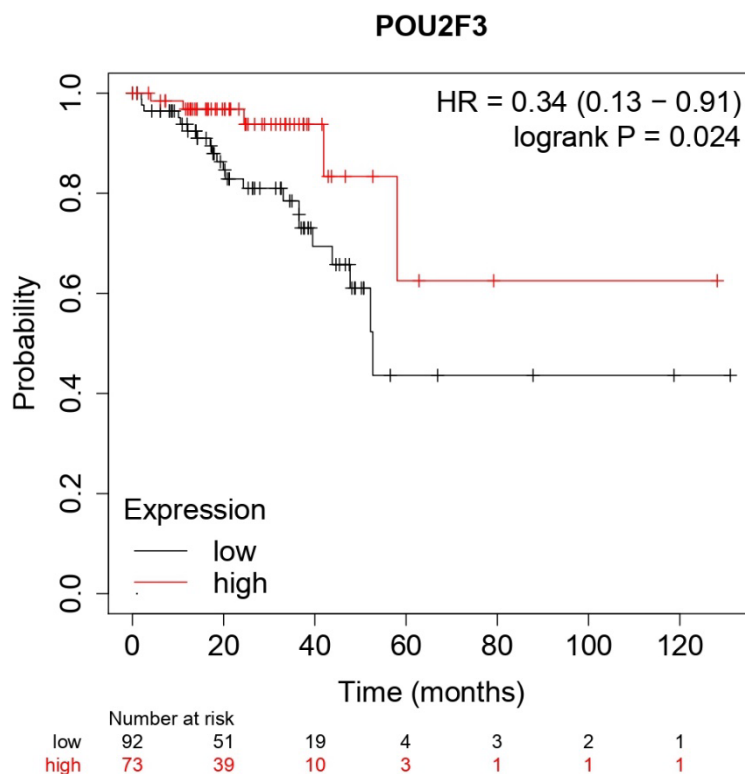 POU2F3
HR = 0.34 (0.13 − 0.91)
logrank P = 0.024
Probability
1.0
0.8
0.6
0.4
0.2
0.0
Expression
low
high
0 20 40 60 80 100 120
Time (months)
Number at risk
low 92 51 19 4 3 2 1
high 73 39 10 3 1 1 1